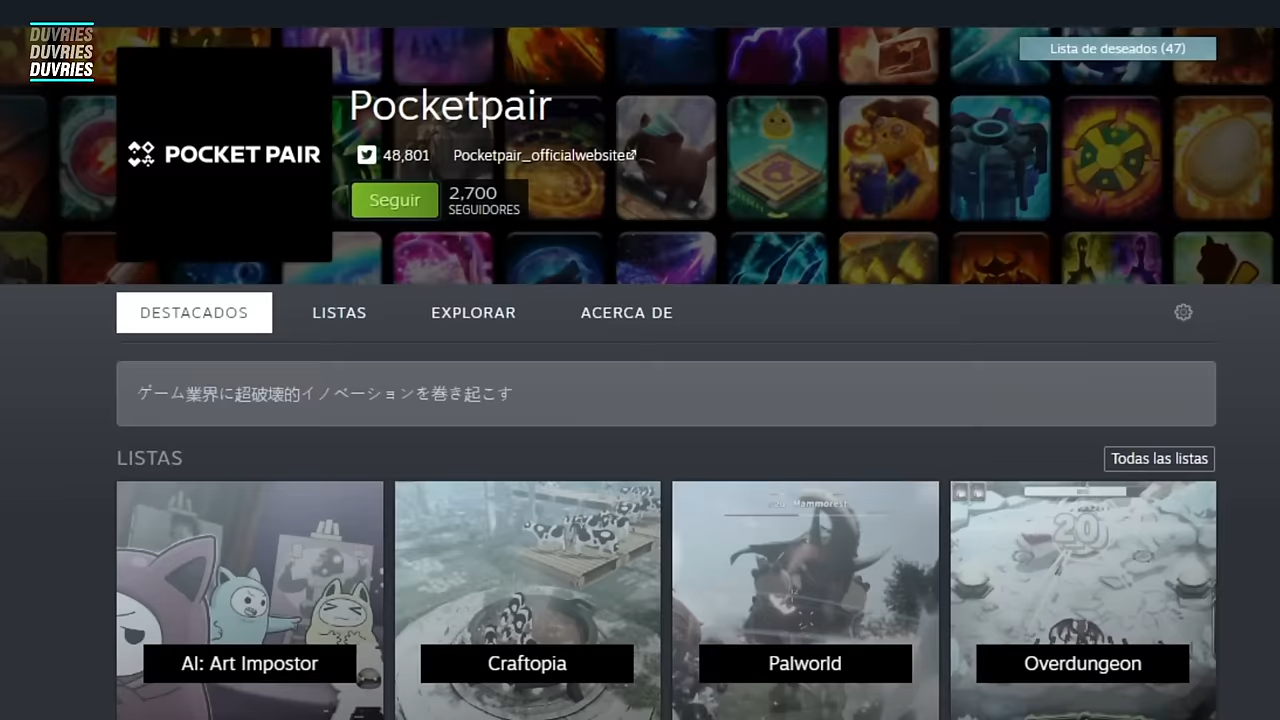 DUVRIES
DUVRIES
DUVRIES
Lista de deseados (47)
Pocketpair
POCKET PAIR
48,801 Pocketpair_officialwebsite
Seguir
2,700
SEGUIDORES
DESTACADOS LISTAS EXPLORAR ACERCA DE
ゲーム業界に超破壊的イノベーションを巻き起こす
LISTAS
Todas las listas
Mammorest
20
AI: Art Impostor
Craftopia
Palworld
Overdungeon